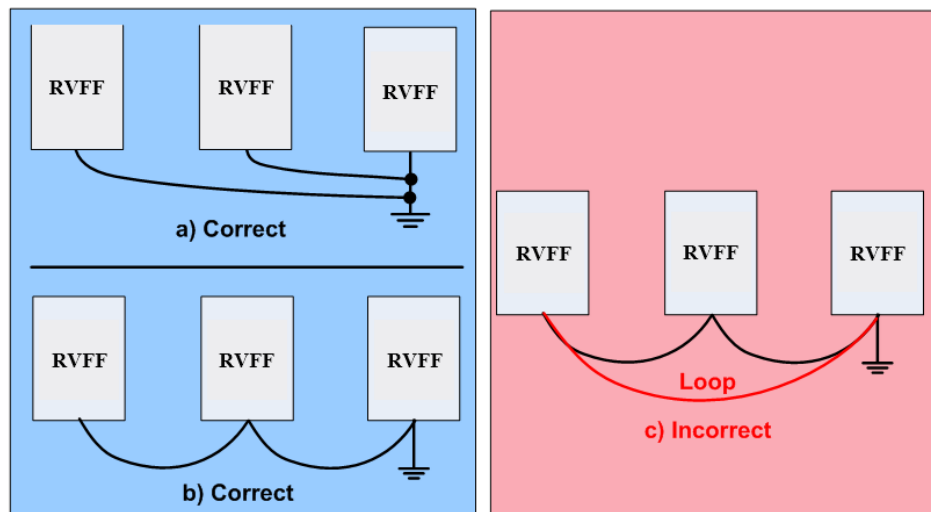 RVFF RVFF RVFF
a) Correct
RVFF RVFF RVFF
b) Correct
RVFF RVFF RVFF
Loop
c) Incorrect